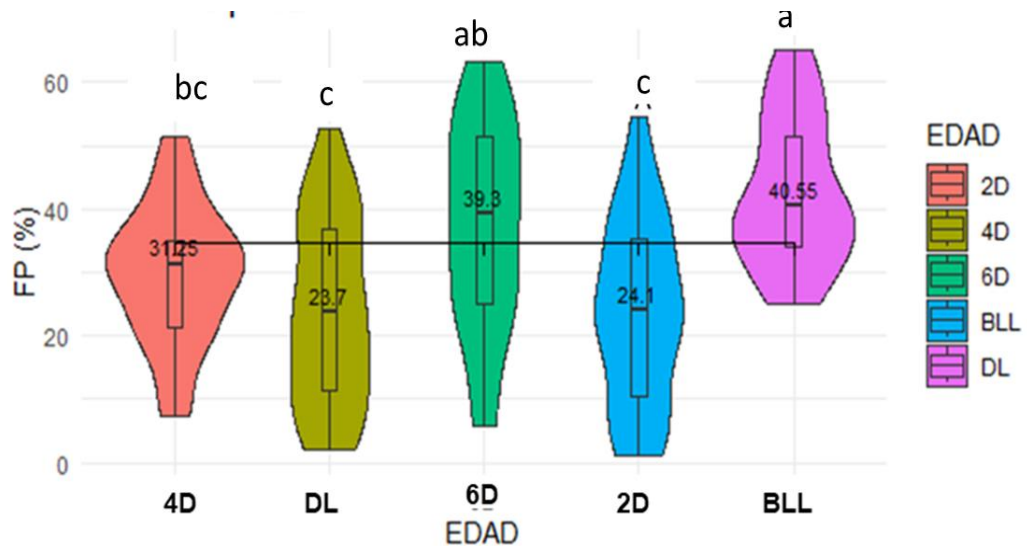 a
ab
bc
c
c
60
40
20
0
FP (%)
31.25
23.7
39.3
24.1
40.55
4D
DL
6D
2D
BLL
EDAD
EDAD
2D
4D
6D
BLL
DL